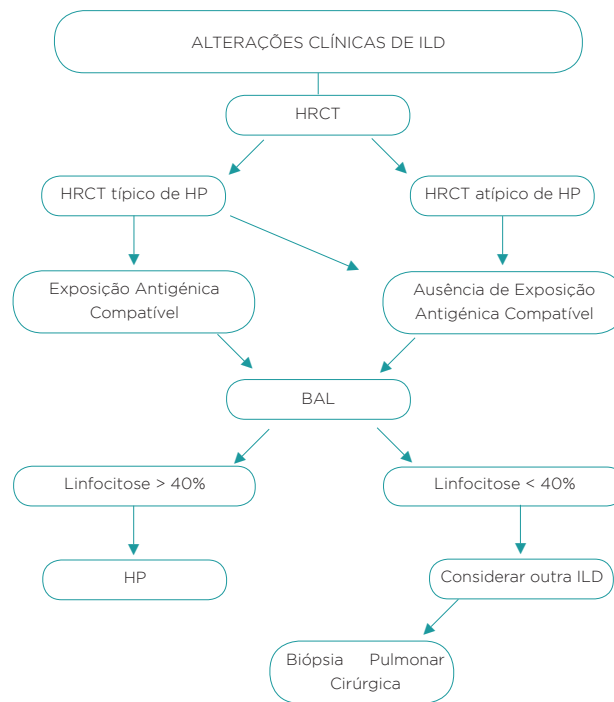 ALTERAÇÕES CLÍNICAS DE ILD
HRCT
HRCT típico de HP
HRCT atípico de HP
Exposição Antigénica
Compatível
Ausência de Exposição
Antigénica Compatível
BAL
Linfocitose > 40%
Linfocitose < 40%
HP
Considerar outra ILD
Biópsia Pulmonar
Cirúrgica